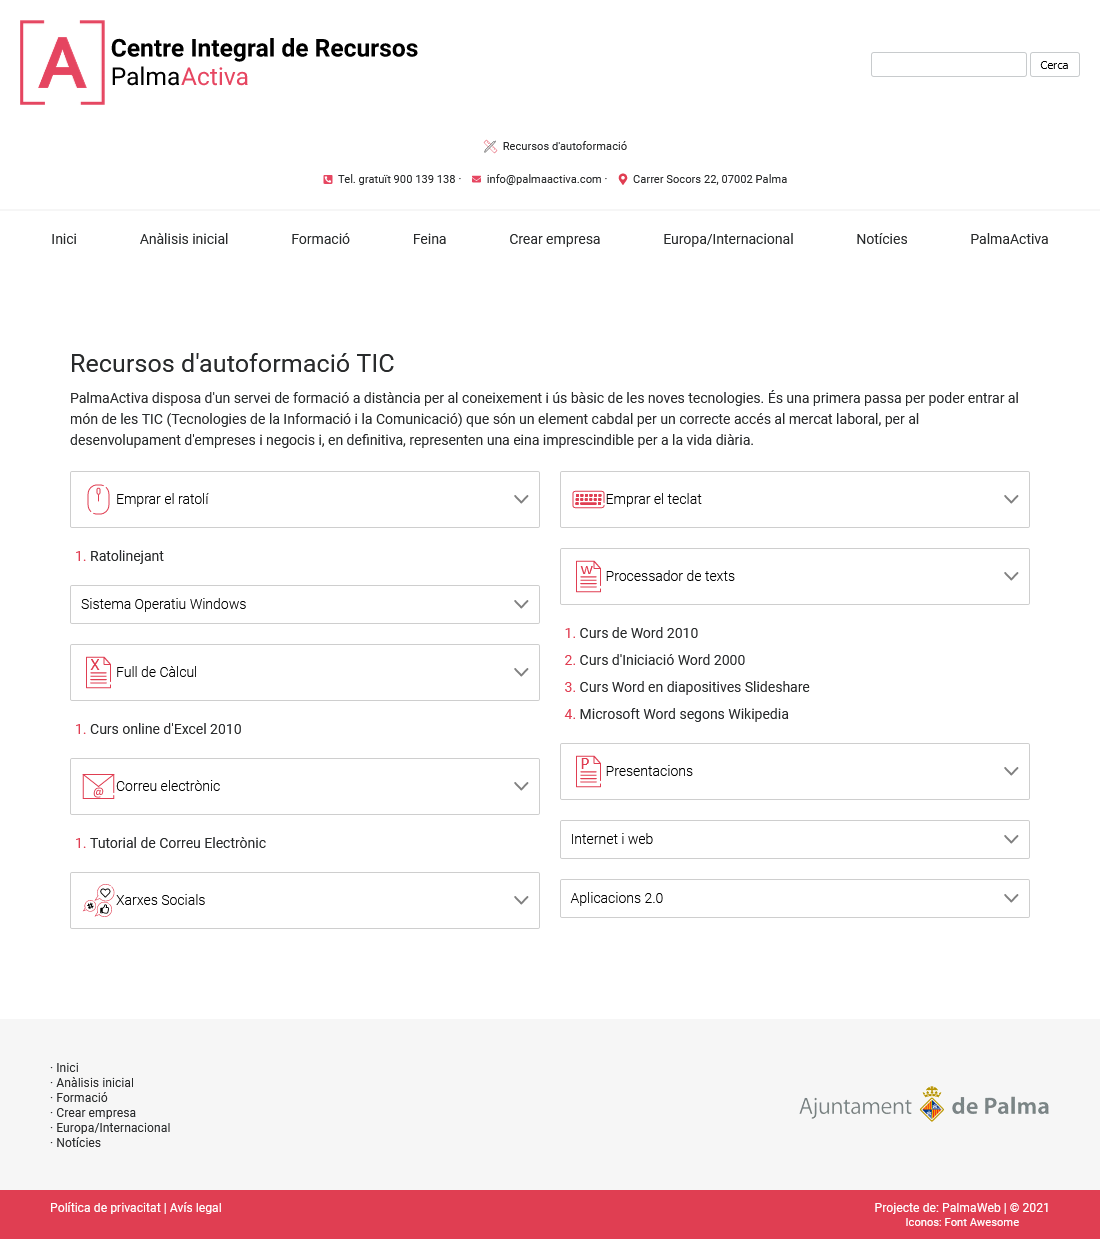 A
Centre Integral de Recursos
PalmaActiva
Cerca
Recursos d'autoformació
Tel. gratuït 900 139 138 ·
info@palmaactiva.com ·
Carrer Socors 22, 07002 Palma
Inici
Anàlisis inicial
Formació
Feina
Crear empresa
Europa/Internacional
Notícies
PalmaActiva
Recursos d'autoformació TIC
PalmaActiva disposa d'un servei de formació a distància per al coneixement i ús bàsic de les noves tecnologies. És una primera passa per poder entrar al
món de les TIC (Tecnologies de la Informació i la Comunicació) que són un element cabdal per un correcte accés al mercat laboral, per al
desenvolupament d'empreses i negocis i, en definitiva, representen una eina imprescindible per a la vida diària.
Emprar el ratolí
1. Ratolinejant
Sistema Operatiu Windows
X
Full de Càlcul
1. Curs online d'Excel 2010
@
Correu electrònic
1. Tutorial de Correu Electrònic
#
Xarxes Socials
Emprar el teclat
W
Processador de texts
1. Curs de Word 2010
2. Curs d'Iniciació Word 2000
3. Curs Word en diapositives Slideshare
4. Microsoft Word segons Wikipedia
P
Presentacions
Internet i web
Aplicacions 2.0
· Inici
· Anàlisis inicial
· Formació
· Crear empresa
· Europa/Internacional
· Notícies
Ajuntament de Palma
Política de privacitat | Avís legal
Projecte de: PalmaWeb | © 2021
Iconos: Font Awesome